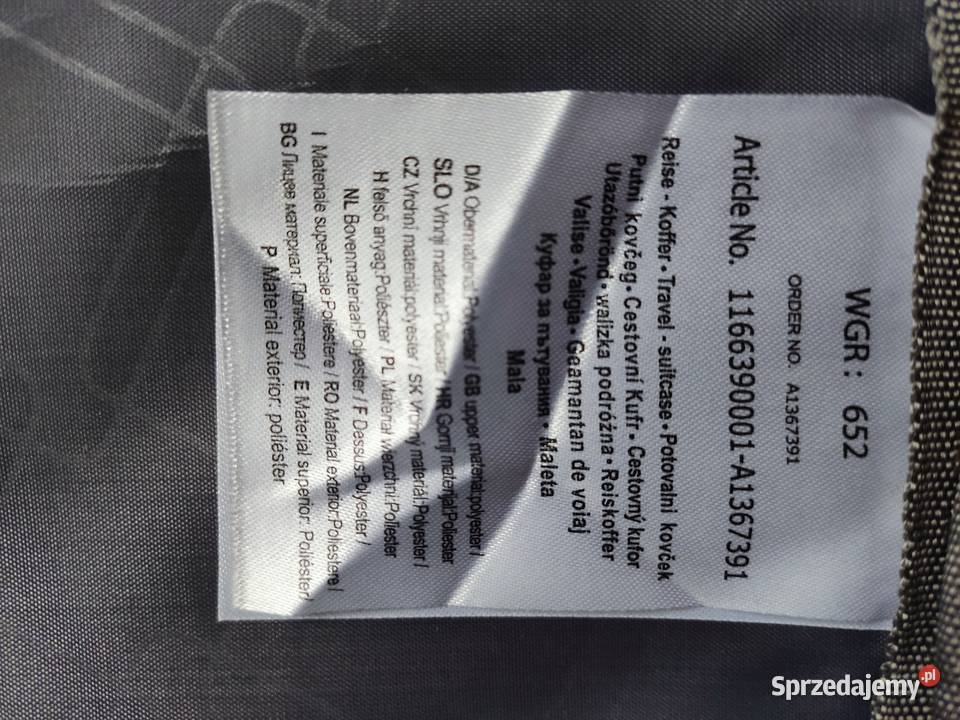 WGR: 652
ORDER NO. A1367391
Article No. 1166390001-A1367391
Reise - Koffer • Travel - suitcase • Potovalni kovček
Putni kovčeg • Cestovní Kufr • Cestovný kufor
Utazóbőrönd • walizka podróżna • Reiskoffer
Valise • Valigia • Geamantan de voiaj
Куфар за пътувания • Maleta
Mala
D/A Obermaterial:Polyester / GB upper material:polyester /
SLO Vrhnji material:Poliester / HR Gornji materijal:Poliester
CZ Vrchní materiál:polyester / SK Vrchný materiál:Polyester /
H felső anyag:Poliészter / PL Materiał wierzchni:Poliester
NL Bovenmateriaal:Polyester / F Dessus:Polyester /
I Materiale superficiale:Poliestere / RO Material exterior:Poliestere /
BG Лицев материал: Полиестер / E Material superior: Poliéster/
P Material exterior: poliéster
Sprzedajemy.pl